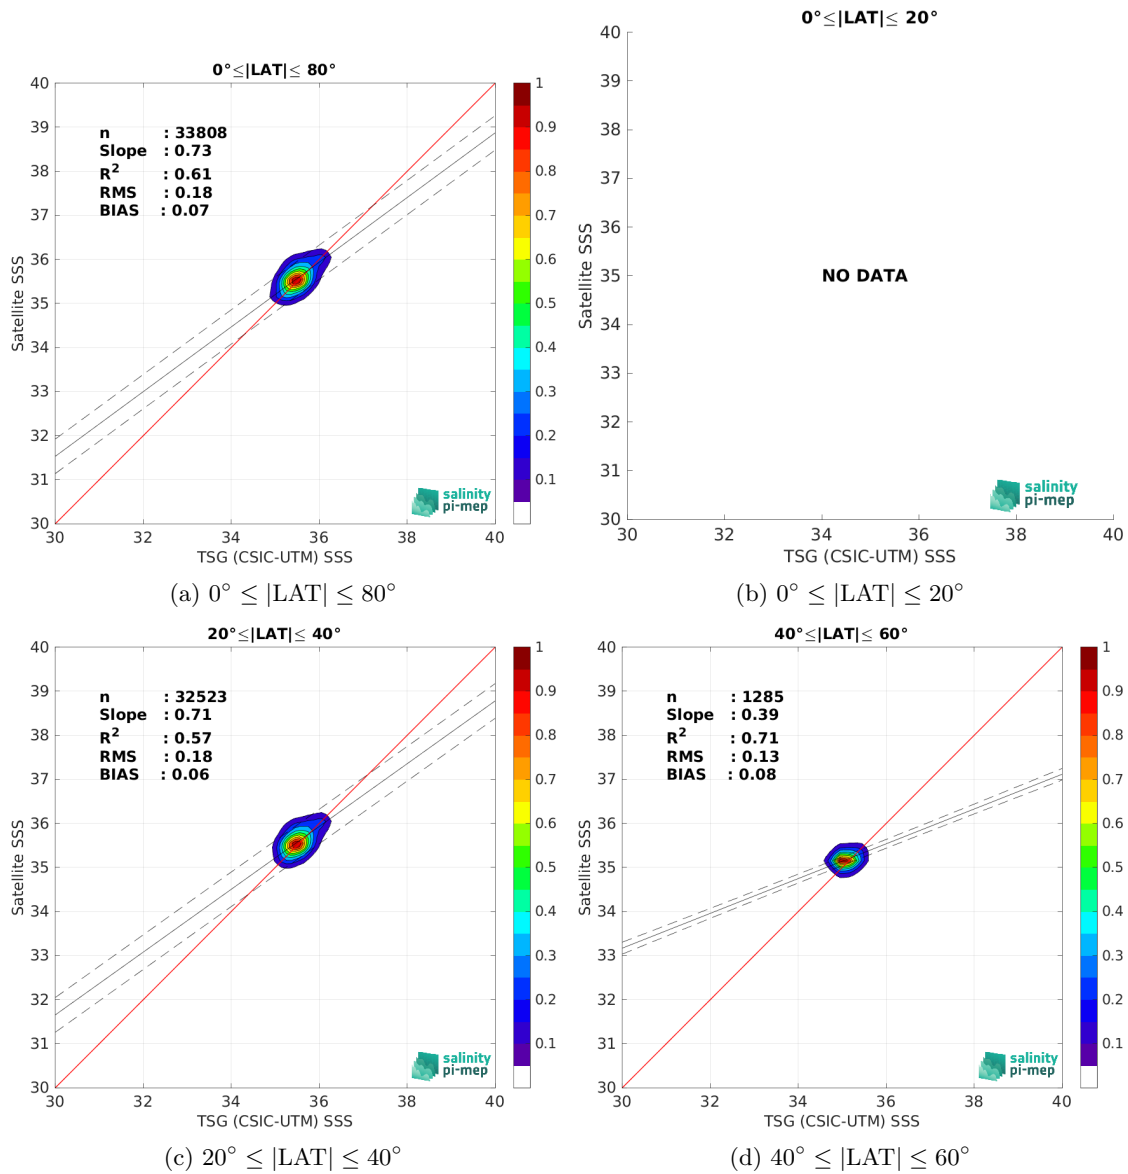 0°≤|LAT|≤ 80°
40
39
38
37
36
35
34
33
32
31
30
Satellite SSS
n : 33808
Slope : 0.73
R² : 0.61
RMS : 0.18
BIAS : 0.07
salinity
pi-mep
30 32 34 36 38 40
TSG (CSIC-UTM) SSS
1
0.9
0.8
0.7
0.6
0.5
0.4
0.3
0.2
0.1
(a) 0° ≤ |LAT| ≤ 80°
0°≤|LAT|≤ 20°
40
39
38
37
36
35
34
33
32
31
30
Satellite SSS
NO DATA
salinity
pi-mep
30 32 34 36 38 40
TSG (CSIC-UTM) SSS
(b) 0° ≤ |LAT| ≤ 20°
20°≤|LAT|≤ 40°
40
39
38
37
36
35
34
33
32
31
30
Satellite SSS
n : 32523
Slope : 0.71
R² : 0.57
RMS : 0.18
BIAS : 0.06
salinity
pi-mep
30 32 34 36 38 40
TSG (CSIC-UTM) SSS
1
0.9
0.8
0.7
0.6
0.5
0.4
0.3
0.2
0.1
(c) 20° ≤ |LAT| ≤ 40°
40°≤|LAT|≤ 60°
40
39
38
37
36
35
34
33
32
31
30
Satellite SSS
n : 1285
Slope : 0.39
R² : 0.71
RMS : 0.13
BIAS : 0.08
salinity
pi-mep
30 32 34 36 38 40
TSG (CSIC-UTM) SSS
1
0.9
0.8
0.7
0.6
0.5
0.4
0.3
0.2
0.1
(d) 40° ≤ |LAT| ≤ 60°